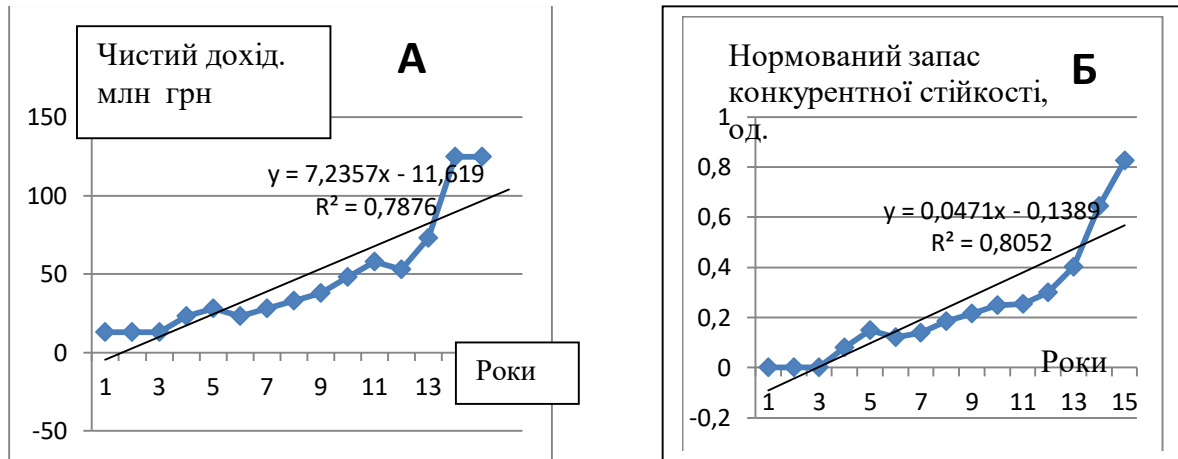 Чистий дохід.
млн грн
А
150
100
50
0
-50
y = 7,2357x - 11,619
R² = 0,7876
1 3 5 7 9 11 13
Роки
Нормований запас
конкурентної стійкості,
од.
Б
1
0,8
0,6
0,4
0,2
0
-0,2
y = 0,0471x - 0,1389
R² = 0,8052
Роки
1 3 5 7 9 11 13 15